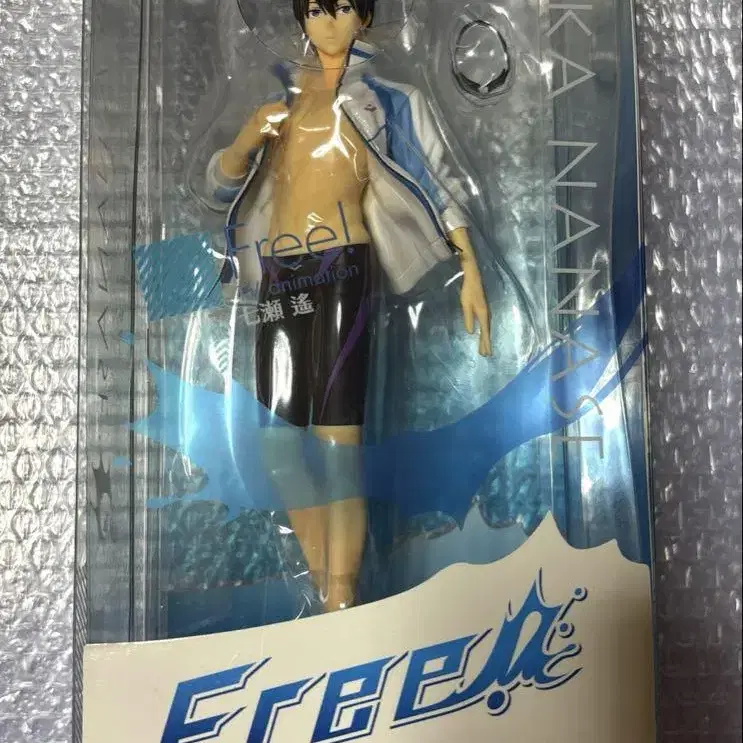 KA NANASE
Free!
animation
七瀬 遙
Free!